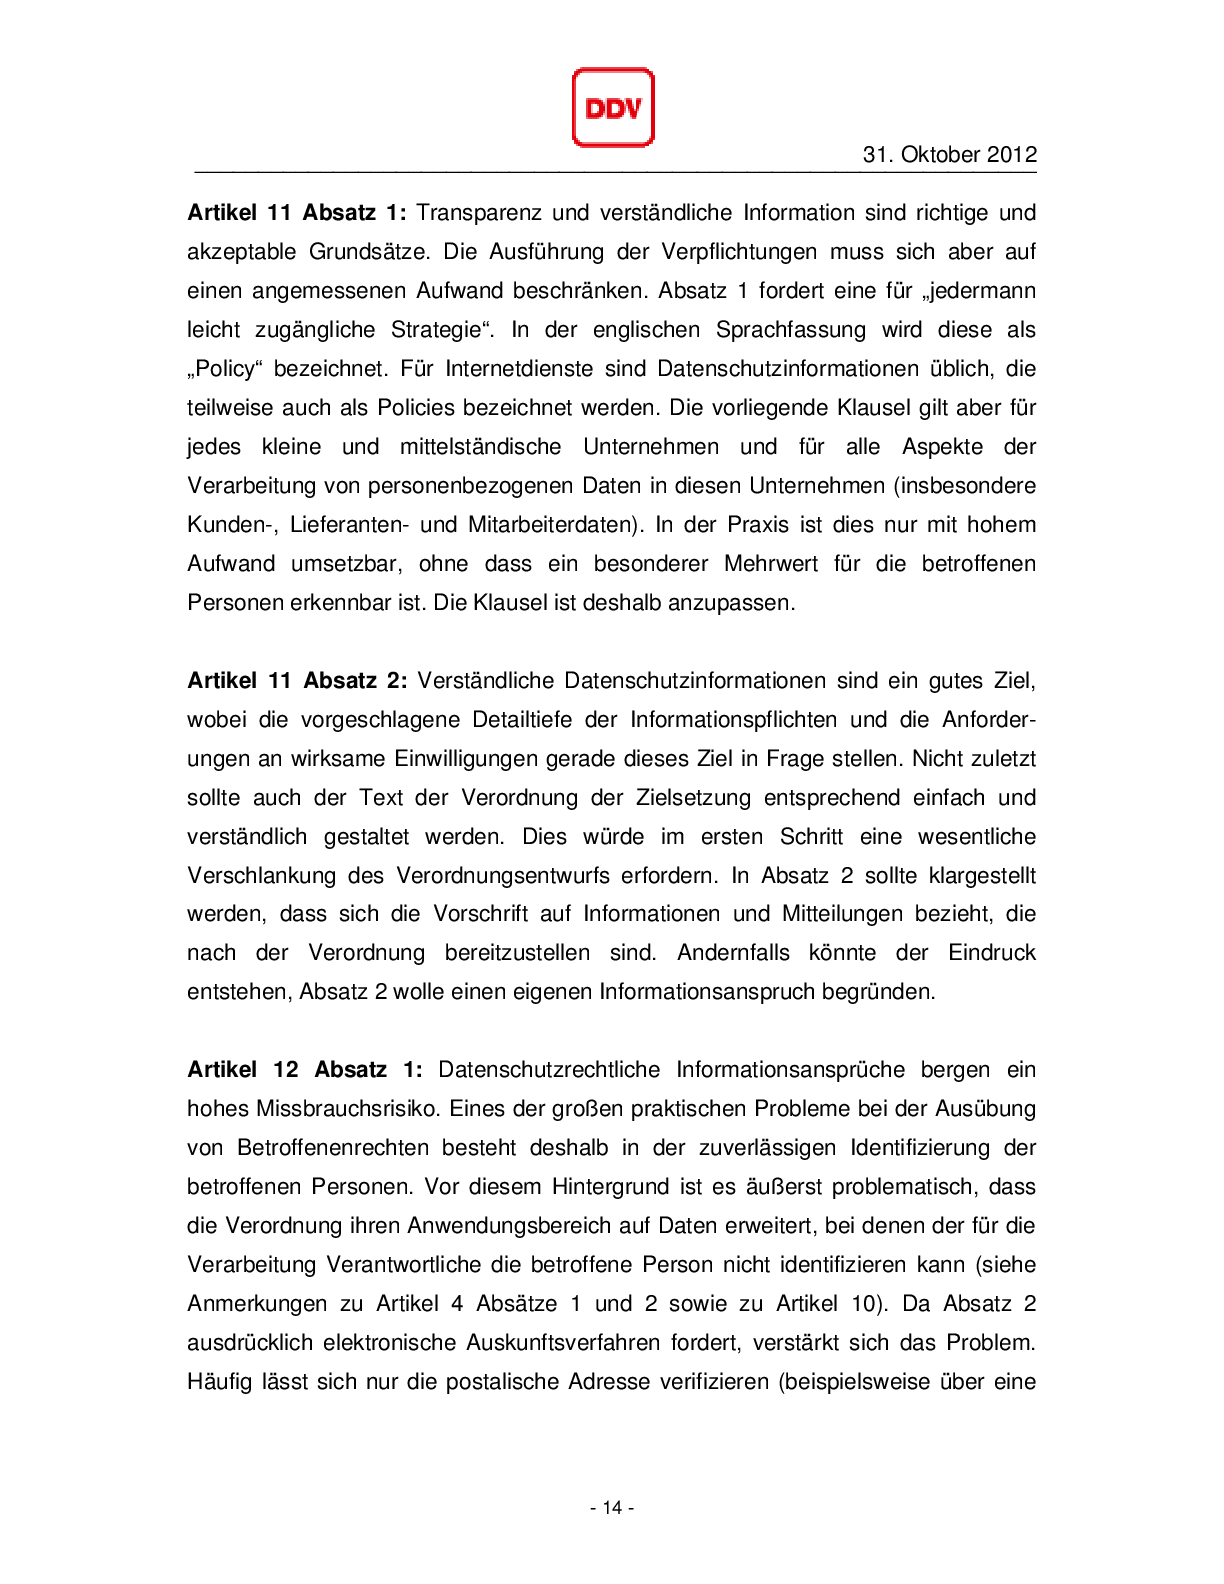 DDV
31. Oktober 2012
Artikel 11 Absatz 1: Transparenz und verständliche Information sind richtige und
akzeptable Grundsätze. Die Ausführung der Verpflichtungen muss sich aber auf
einen angemessenen Aufwand beschränken. Absatz 1 fordert eine für „jedermann
leicht zugängliche Strategie“. In der englischen Sprachfassung wird diese als
„Policy“ bezeichnet. Für Internetdienste sind Datenschutzinformationen üblich, die
teilweise auch als Policies bezeichnet werden. Die vorliegende Klausel gilt aber für
jedes kleine und mittelständische Unternehmen und für alle Aspekte der
Verarbeitung von personenbezogenen Daten in diesen Unternehmen (insbesondere
Kunden-, Lieferanten- und Mitarbeiterdaten). In der Praxis ist dies nur mit hohem
Aufwand umsetzbar, ohne dass ein besonderer Mehrwert für die betroffenen
Personen erkennbar ist. Die Klausel ist deshalb anzupassen.
Artikel 11 Absatz 2: Verständliche Datenschutzinformationen sind ein gutes Ziel,
wobei die vorgeschlagene Detailtiefe der Informationspflichten und die Anforder-
ungen an wirksame Einwilligungen gerade dieses Ziel in Frage stellen. Nicht zuletzt
sollte auch der Text der Verordnung der Zielsetzung entsprechend einfach und
verständlich gestaltet werden. Dies würde im ersten Schritt eine wesentliche
Verschlankung des Verordnungsentwurfs erfordern. In Absatz 2 sollte klargestellt
werden, dass sich die Vorschrift auf Informationen und Mitteilungen bezieht, die
nach der Verordnung bereitzustellen sind. Andernfalls könnte der Eindruck
entstehen, Absatz 2 wolle einen eigenen Informationsanspruch begründen.
Artikel 12 Absatz 1: Datenschutzrechtliche Informationsansprüche bergen ein
hohes Missbrauchsrisiko. Eines der großen praktischen Probleme bei der Ausübung
von Betroffenenrechten besteht deshalb in der zuverlässigen Identifizierung der
betroffenen Personen. Vor diesem Hintergrund ist es äußerst problematisch, dass
die Verordnung ihren Anwendungsbereich auf Daten erweitert, bei denen der für die
Verarbeitung Verantwortliche die betroffene Person nicht identifizieren kann (siehe
Anmerkungen zu Artikel 4 Absätze 1 und 2 sowie zu Artikel 10). Da Absatz 2
ausdrücklich elektronische Auskunftsverfahren fordert, verstärkt sich das Problem.
Häufig lässt sich nur die postalische Adresse verifizieren (beispielsweise über eine
- 14 -